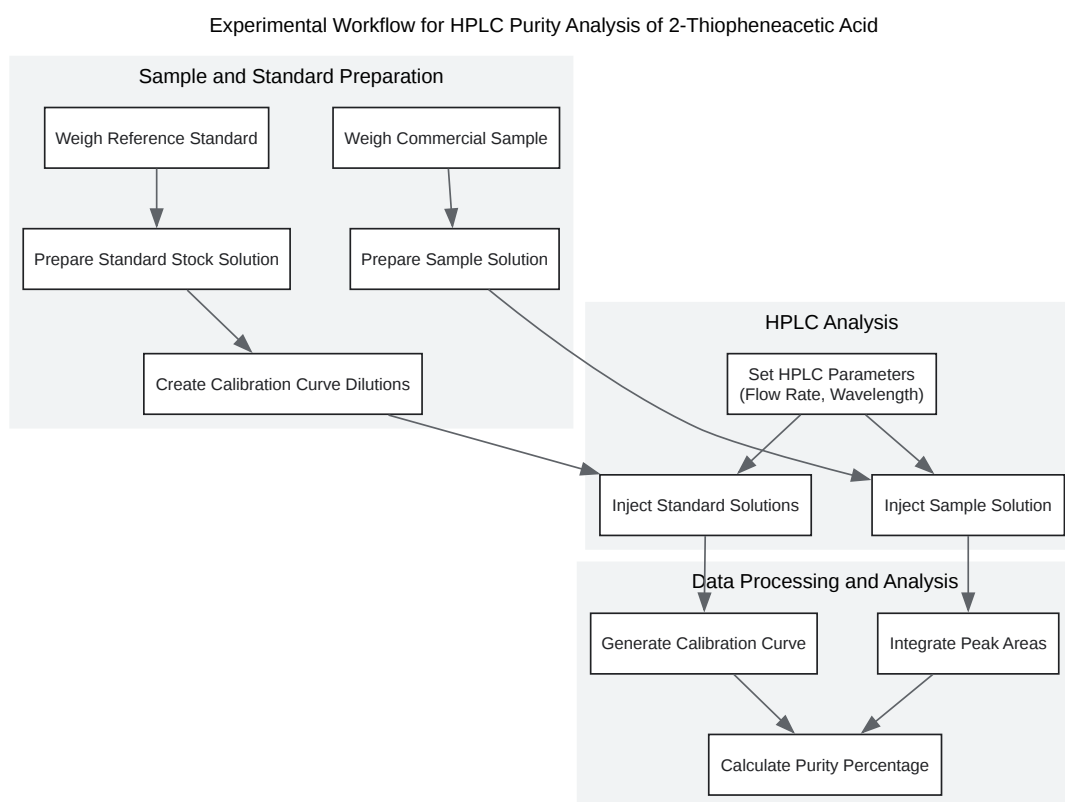 Experimental Workflow for HPLC Purity Analysis of 2-Thiopheneacetic Acid
Sample and Standard Preparation
Weigh Reference Standard
Weigh Commercial Sample
Prepare Standard Stock Solution
Prepare Sample Solution
Create Calibration Curve Dilutions
HPLC Analysis
Set HPLC Parameters
(Flow Rate, Wavelength)
Inject Standard Solutions
Inject Sample Solution
Data Processing and Analysis
Generate Calibration Curve
Integrate Peak Areas
Calculate Purity Percentage